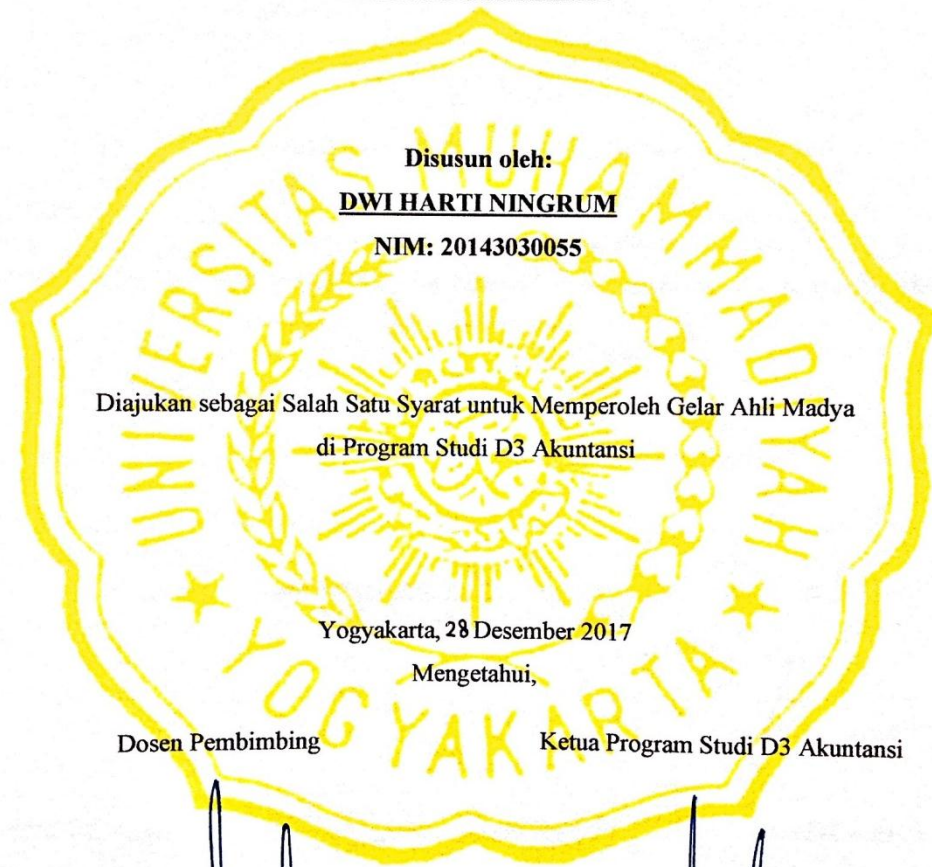 Disusun oleh:
DWI HARTI NINGRUM
NIM: 20143030055
UNIVERSITAS MUHAMMADIYAH
Diajukan sebagai Salah Satu Syarat untuk Memperoleh Gelar Ahli Madya
di Program Studi D3 Akuntansi
Yogyakarta, 28 Desember 2017
Mengetahui,
YOGYAKARTA
Dosen Pembimbing
Ketua Program Studi D3 Akuntansi